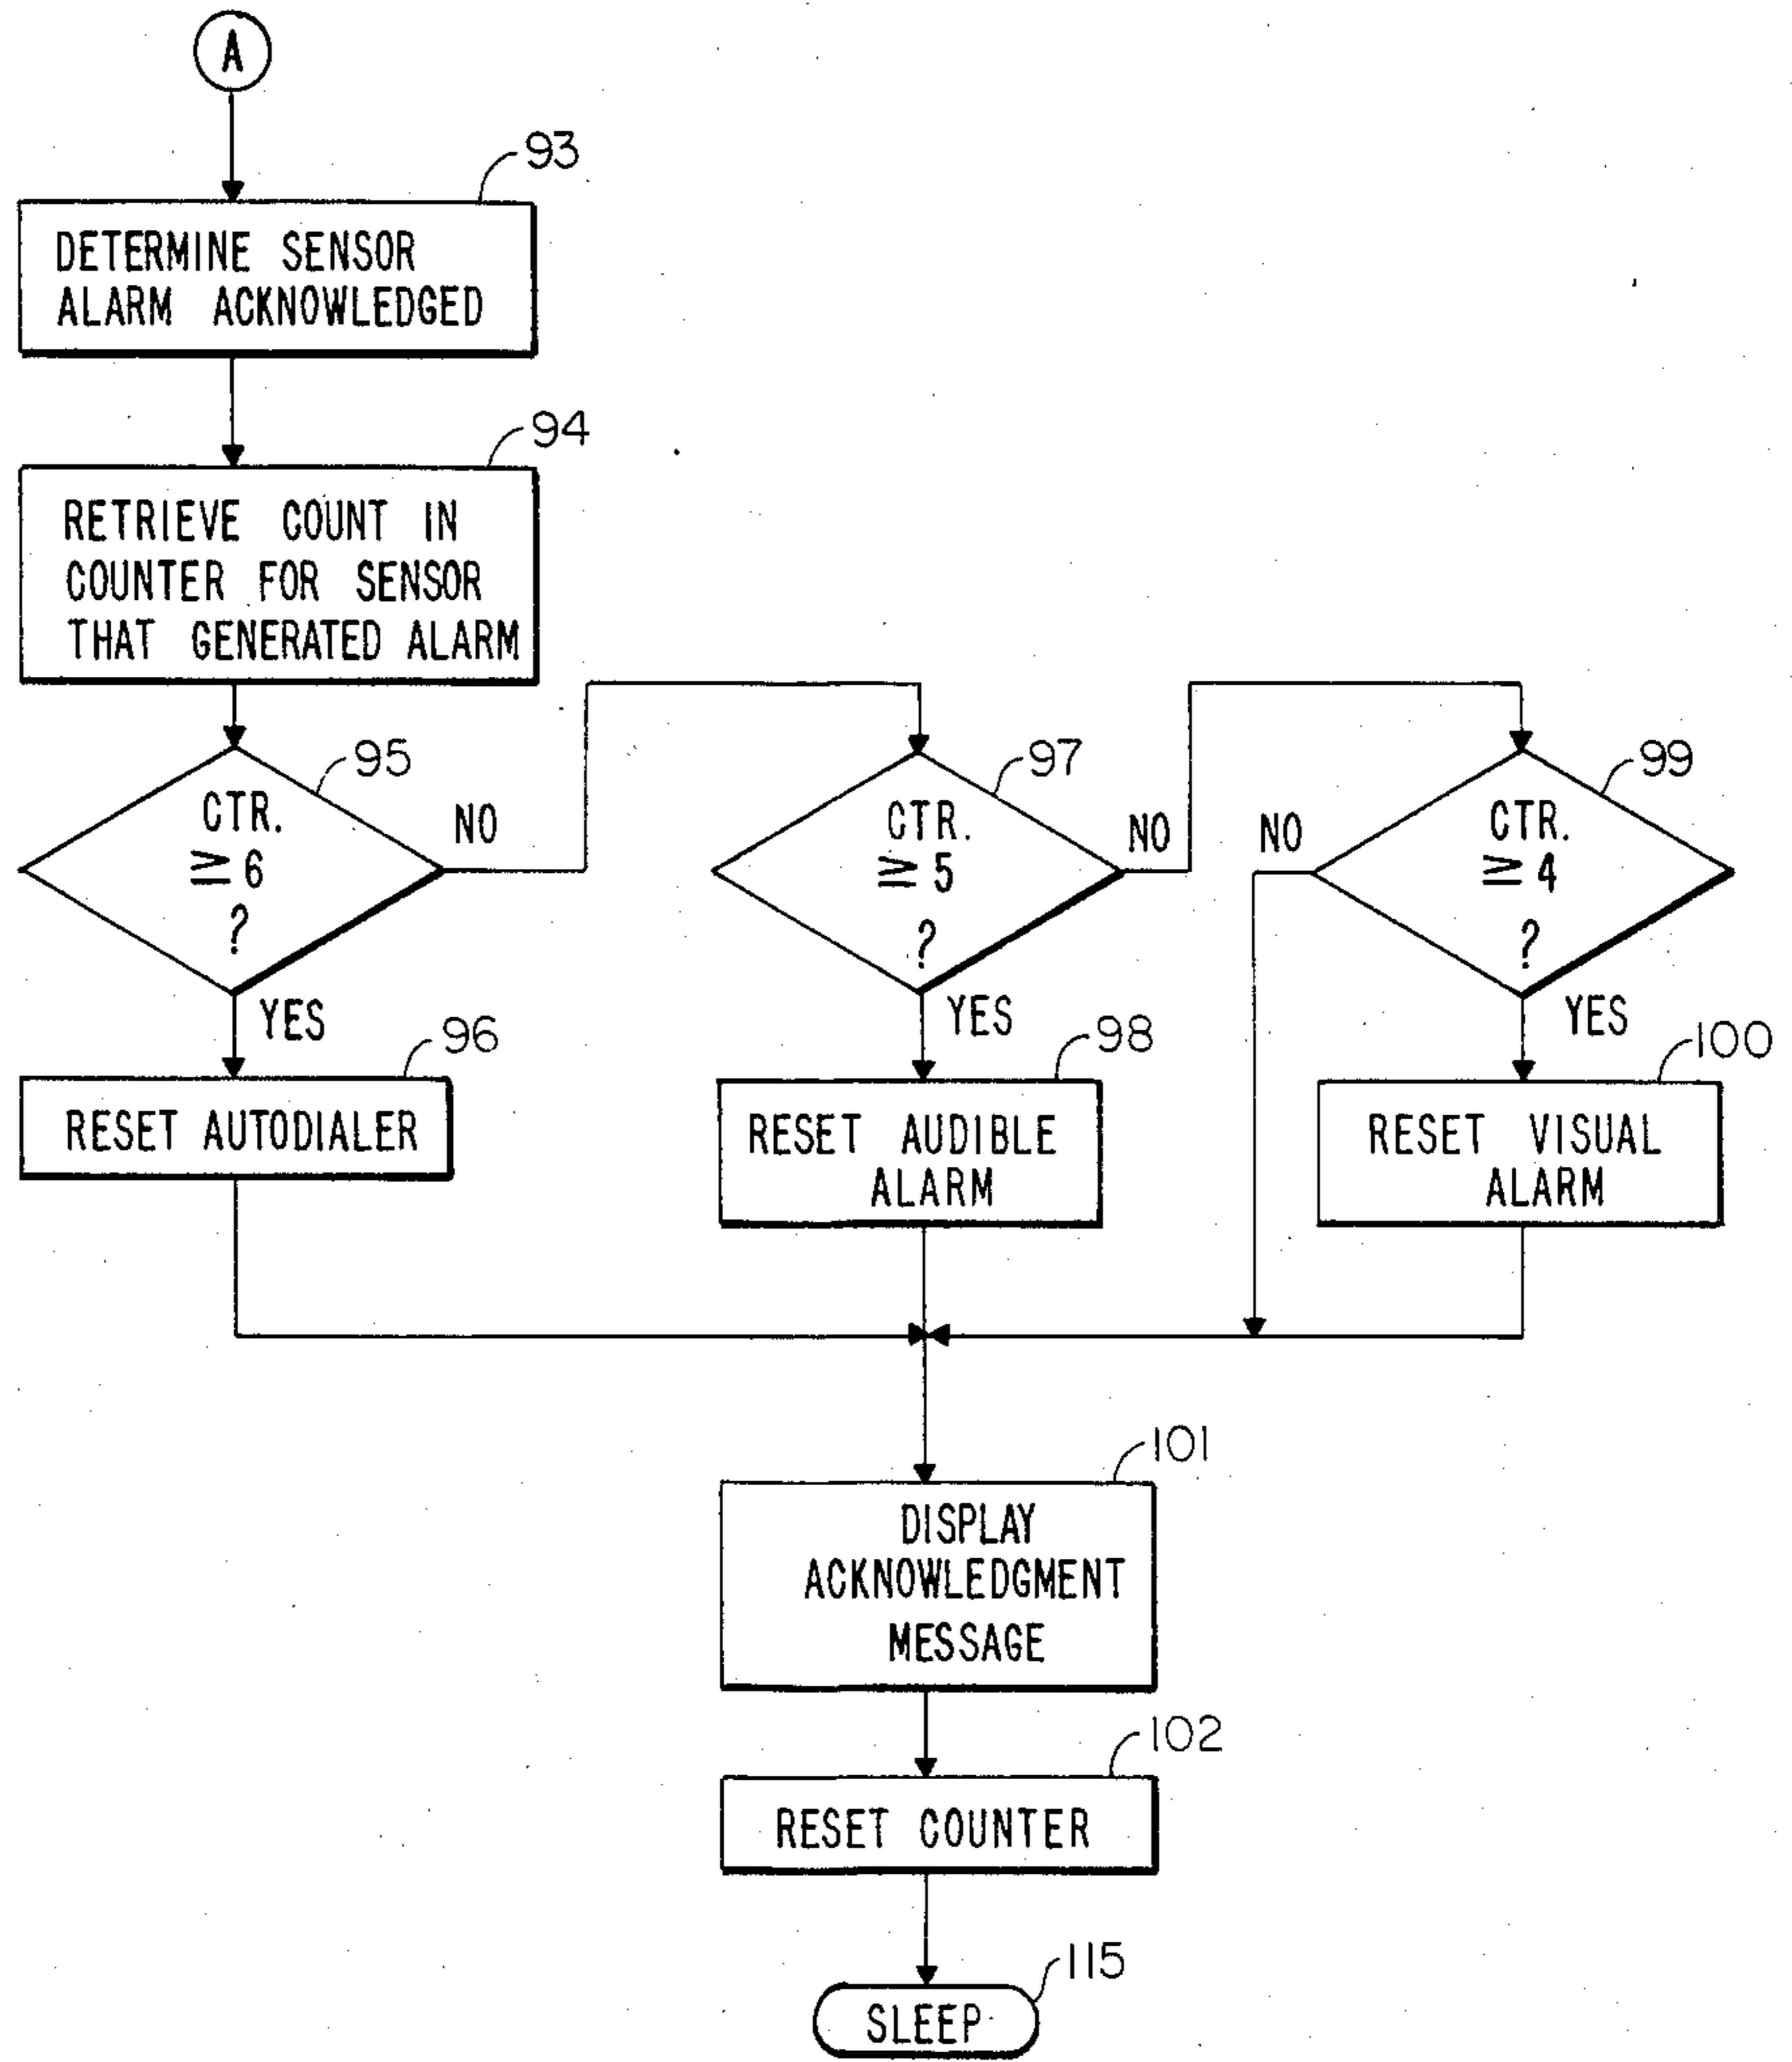 A
93
DETERMINE SENSOR
ALARM ACKNOWLEDGED
94
RETRIEVE COUNT IN
COUNTER FOR SENSOR
THAT GENERATED ALARM
95
CTR.
≥ 6
?
NO
YES
97
CTR.
≥ 5
?
NO
YES
99
CTR.
≥ 4
?
NO
YES
96
RESET AUTODIALER
98
RESET AUDIBLE
ALARM
100
RESET VISUAL
ALARM
101
DISPLAY
ACKNOWLEDGMENT
MESSAGE
102
RESET COUNTER
115
SLEEP